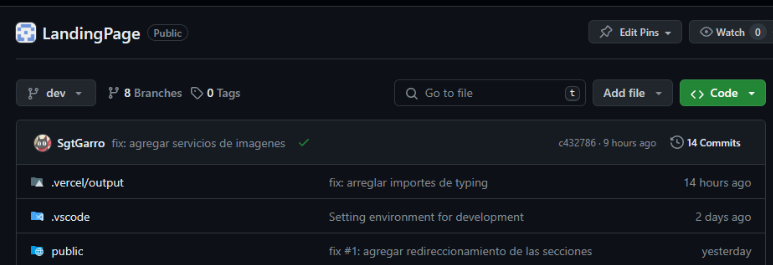 LandingPage Public Edit Pins Watch 0
dev 8 Branches 0 Tags Go to file t Add file Code
SgtGarro fix: agregar servicios de imagenes c432786 · 9 hours ago 14 Commits
.vercel/output fix: arreglar importes de typing 14 hours ago
.vscode Setting environment for development 2 days ago
public fix #1: agregar redireccionamiento de las secciones yesterday